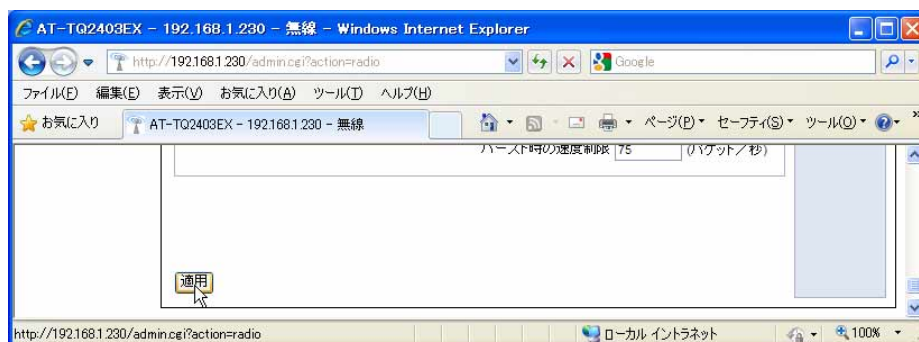 AT-TQ2403EX - 192.168.1.230 - 無線 - Windows Internet Explorer
http://192.168.1.230/admin.cgi?action=radio
Google
ファイル(F) 編集(E) 表示(V) お気に入り(A) ツール(T) ヘルプ(H)
お気に入り AT-TQ2403EX - 192.168.1.230 - 無線 ページ(P) セーフティ(S) ツール(O)
バースト時の速度制限 75 (パケット/秒)
適用
http://192.168.1.230/admin.cgi?action=radio ローカル イントラネット 100%